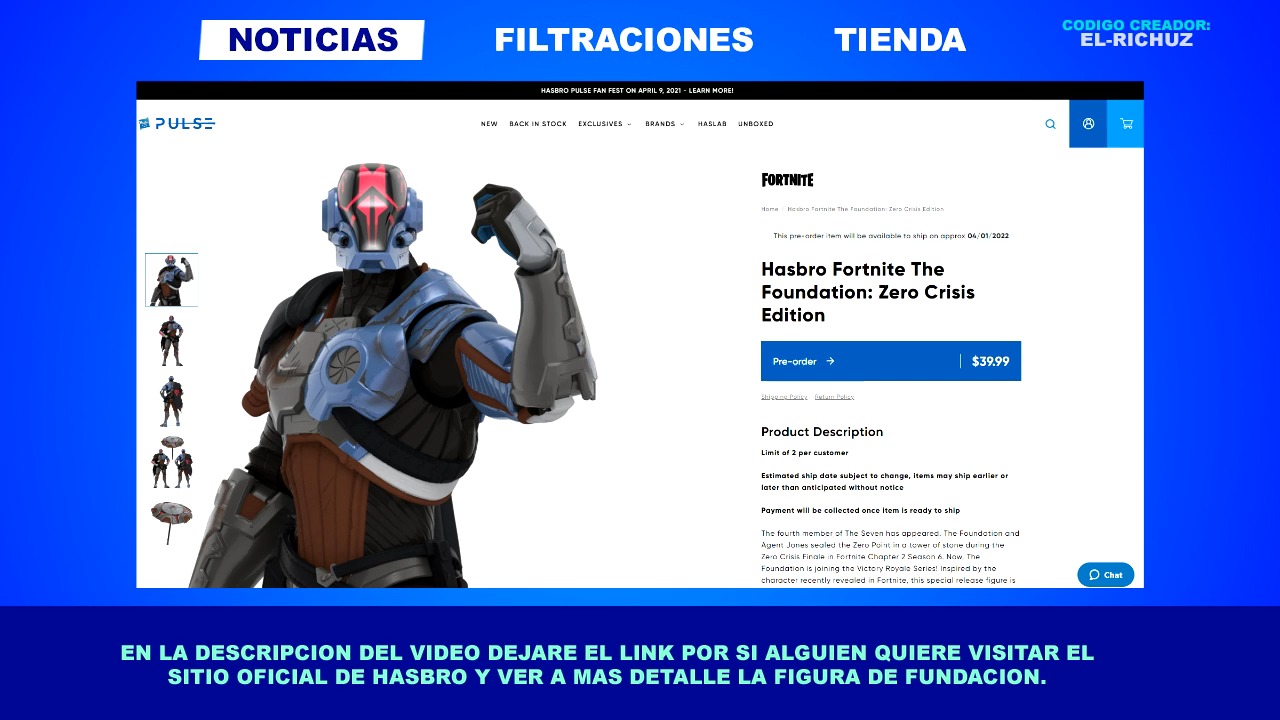 NOTICIAS
FILTRACIONES
TIENDA
CODIGO CREADOR:
EL-RICHUZ
HASBRO PULSE FAN FEST ON APRIL 9, 2021 - LEARN MORE!
PULSE
NEW
BACK IN STOCK
EXCLUSIVES
BRANDS
HASLAB
UNBOXED
FORTNITE
Home
Hasbro Fortnite The Foundation: Zero Crisis Edition
This pre-order item will be available to ship on approx 04/01/2022
Hasbro Fortnite The
Foundation: Zero Crisis
Edition
Pre-order → | $39.99
Shipping Policy
Return Policy
Product Description
Limit of 2 per customer
Estimated ship date subject to change, items may ship earlier or
later than anticipated without notice
Payment will be collected once item is ready to ship
The fourth member of The Seven has appeared. The Foundation and
Agent Jones sealed the Zero Point in a tower of stone during the
Zero Crisis Finale in Fortnite Chapter 2 Season 6. Now, The
Foundation is joining the Victory Royale Series! Inspired by the
character recently revealed in Fortnite, this special release figure is
Chat
EN LA DESCRIPCION DEL VIDEO DEJARE EL LINK POR SI ALGUIEN QUIERE VISITAR EL
SITIO OFICIAL DE HASBRO Y VER A MAS DETALLE LA FIGURA DE FUNDACION.